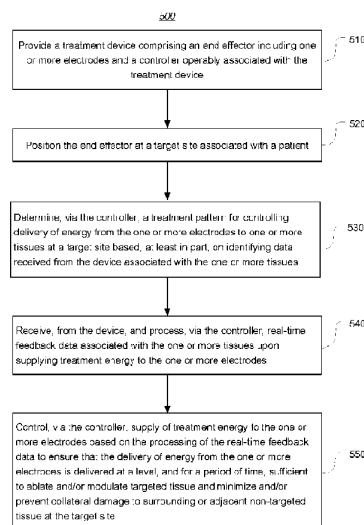 500
Provide a treatment device comprising an end effector including one
or more electrodes and a controller operably associated with the
treatment device
510
Position the end effector at a target site associated with a patient
520
Determine, via the controller, a treatment pattern for controlling
delivery of energy from the one or more electrodes to one or more
tissues at a target site based, at least in part, on identifying data
received from the device associated with the one or more tissues
530
Receive, from the device, and process, via the controller, real-time
feedback data associated with the one or more tissues upon
supplying treatment energy to the one or more electrodes
540
Control, via the controller, supply of treatment energy to the one or
more electrodes based on the processing of the real-time feedback
data to ensure that the delivery of energy from the one or more
electrodes is delivered at a level, and for a period of time, sufficient
to ablate and/or modulate targeted tissue and minimize and/or
prevent collateral damage to surrounding or adjacent non-targeted
tissue at the target site
550